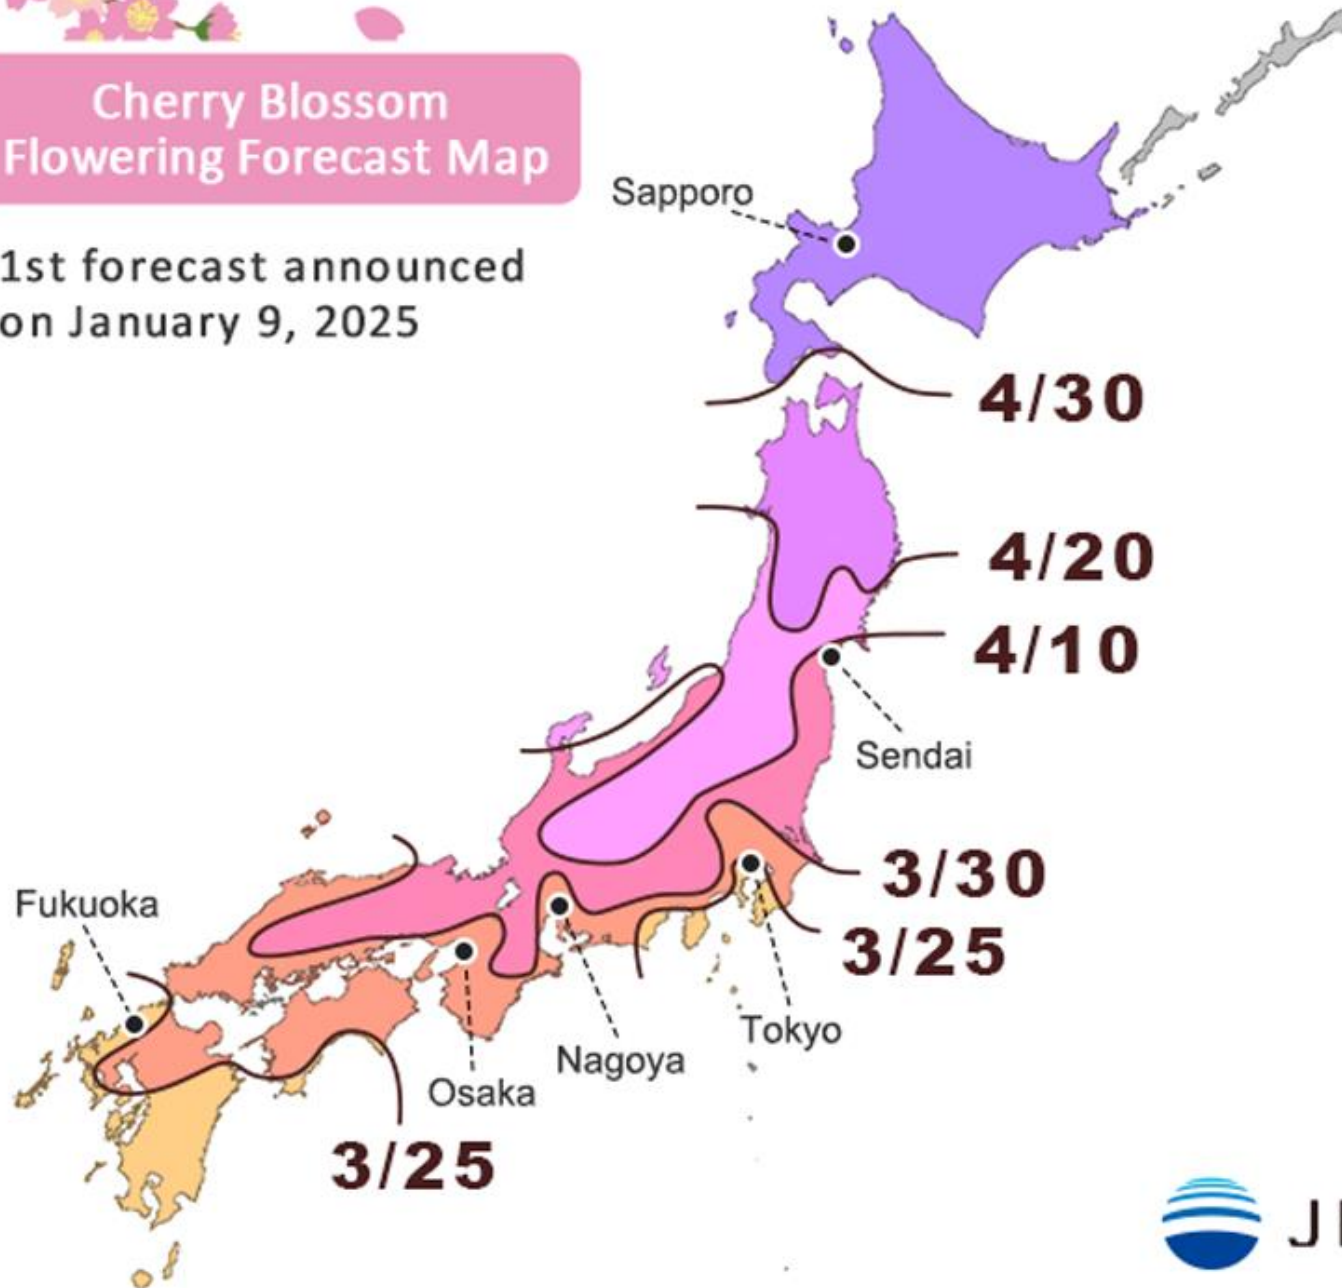 Cherry Blossom
Flowering Forecast Map
1st forecast announced
on January 9, 2025
Sapporo
4/30
4/20
4/10
Sendai
3/30
Fukuoka
3/25
Tokyo
Nagoya
Osaka
3/25